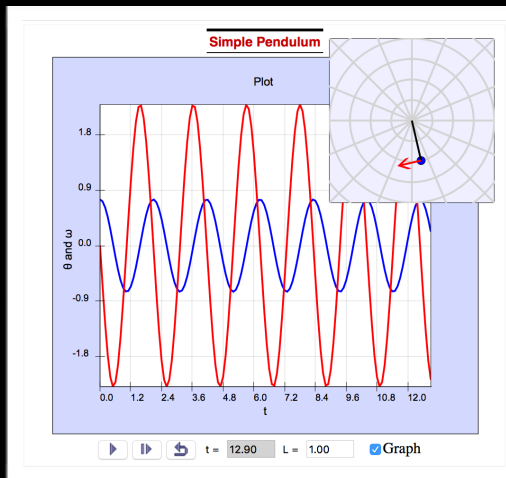 Simple Pendulum
Plot
θ and ω
1.8
0.9
0.0
-0.9
-1.8
0.0 1.2 2.4 3.6 4.8 6.0 7.2 8.4 9.6 10.8 12.0
t
t = 12.90 L = 1.00 Graph